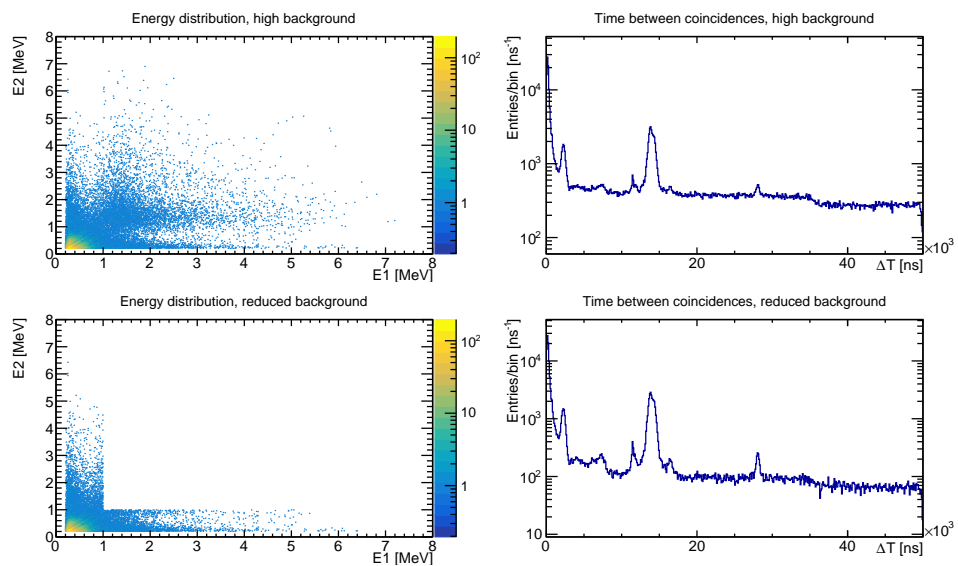 Energy distribution, high background
E2 [MeV]
8
7
6
5
4
3
2
1
0
0 1 2 3 4 5 6 7 8
E1 [MeV]
10²
10
1
Time between coincidences, high background
Entries/bin [ns⁻¹]
10⁴
10³
10²
0 20 40
×10³
ΔT [ns]
Energy distribution, reduced background
E2 [MeV]
8
7
6
5
4
3
2
1
0
0 1 2 3 4 5 6 7 8
E1 [MeV]
10²
10
1
Time between coincidences, reduced background
Entries/bin [ns⁻¹]
10⁴
10³
10²
10
0 20 40
×10³
ΔT [ns]